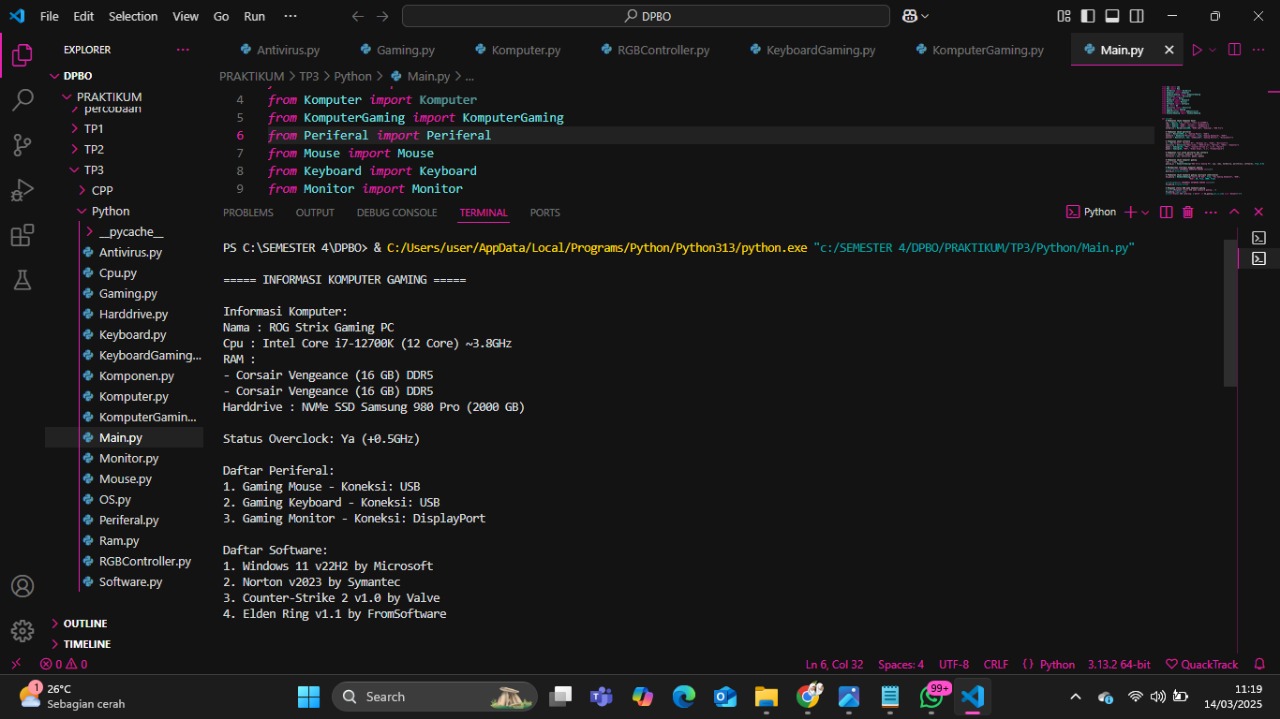 File Edit Selection View Go Run ··· DPBO
EXPLORER ···
Antivirus.py Gaming.py Komputer.py RGBController.py KeyboardGaming.py KomputerGaming.py Main.py
DPBO
PRAKTIKUM
percobaan
TP1
TP2
TP3
CPP
Python
__pycache__
Antivirus.py
Cpu.py
Gaming.py
Harddrive.py
Keyboard.py
KeyboardGaming...
Komponen.py
Komputer.py
KomputerGamin...
Main.py
Monitor.py
Mouse.py
OS.py
Periferal.py
Ram.py
RGBController.py
Software.py
OUTLINE
TIMELINE
PRAKTIKUM > TP3 > Python > Main.py > ...
4 from Komputer import Komputer
5 from KomputerGaming import KomputerGaming
6 from Periferal import Periferal
7 from Mouse import Mouse
8 from Keyboard import Keyboard
9 from Monitor import Monitor
PROBLEMS OUTPUT DEBUG CONSOLE TERMINAL PORTS Python
PS C:\SEMESTER 4\DPBO> & C:/Users/user/AppData/Local/Programs/Python/Python313/python.exe "c:/SEMESTER 4/DPBO/PRAKTIKUM/TP3/Python/Main.py"
===== INFORMASI KOMPUTER GAMING =====
Informasi Komputer:
Nama : ROG Strix Gaming PC
Cpu : Intel Core i7-12700K (12 Core) ~3.8GHz
RAM :
- Corsair Vengeance (16 GB) DDR5
- Corsair Vengeance (16 GB) DDR5
Harddrive : NVMe SSD Samsung 980 Pro (2000 GB)
Status Overclock: Ya (+0.5GHz)
Daftar Periferal:
1. Gaming Mouse - Koneksi: USB
2. Gaming Keyboard - Koneksi: USB
3. Gaming Monitor - Koneksi: DisplayPort
Daftar Software:
1. Windows 11 v22H2 by Microsoft
2. Norton v2023 by Symantec
3. Counter-Strike 2 v1.0 by Valve
4. Elden Ring v1.1 by FromSoftware
0 0 Ln 6, Col 32 Spaces: 4 UTF-8 CRLF {} Python 3.13.2 64-bit QuackTrack
1 26°C
Sebagian cerah
Search
99+
11:19
14/03/2025